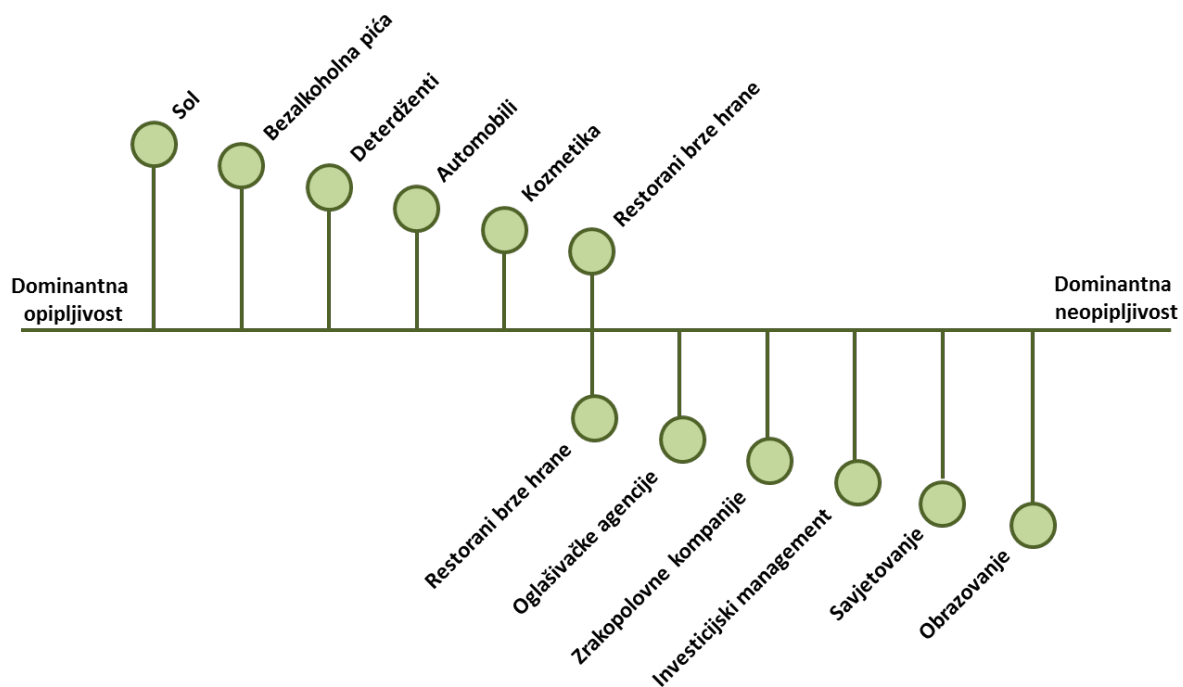 Sol
Bezalkoholna pića
Deterdženti
Automobili
Kozmetika
Restorani brze hrane
Dominantna
opipljivost
Dominantna
neopipljivost
Restorani brze hrane
Oglašivačke agencije
Zrakopolovne kompanije
Investicijski management
Savjetovanje
Obrazovanje